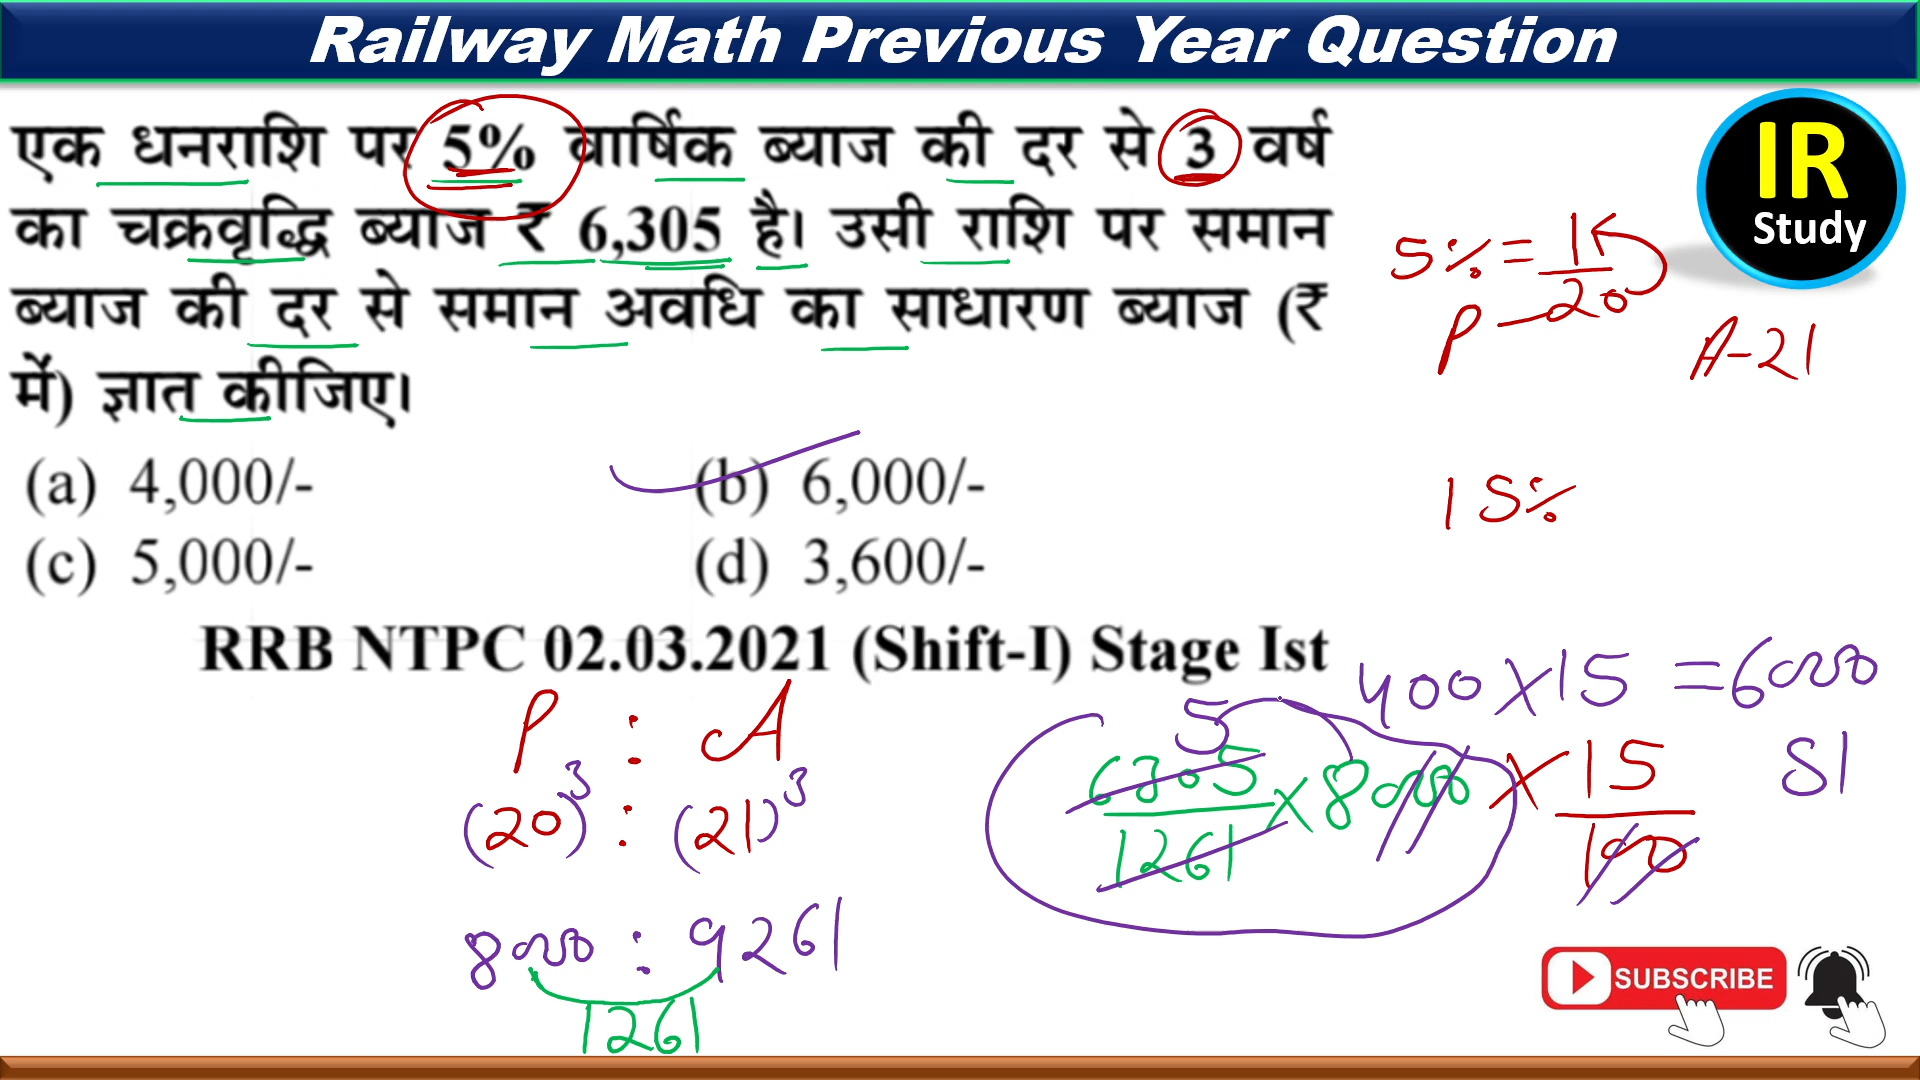 Railway Math Previous Year Question
IR
Study
एक धनराशि पर 5% वार्षिक ब्याज की दर से 3 वर्ष
का चक्रवृद्धि ब्याज ₹ 6,305 है। उसी राशि पर समान
ब्याज की दर से समान अवधि का साधारण ब्याज (₹
में) ज्ञात कीजिए।
(a) 4,000/- (b) 6,000/-
(c) 5,000/- (d) 3,600/-
RRB NTPC 02.03.2021 (Shift-I) Stage Ist
5% = 1/20
P A-21
15%
P : A
(20)³ : (21)³
8000 : 9261
1261
400×15 = 6000
5
6305/1261 × 8000 × 15/100 SI
SUBSCRIBE